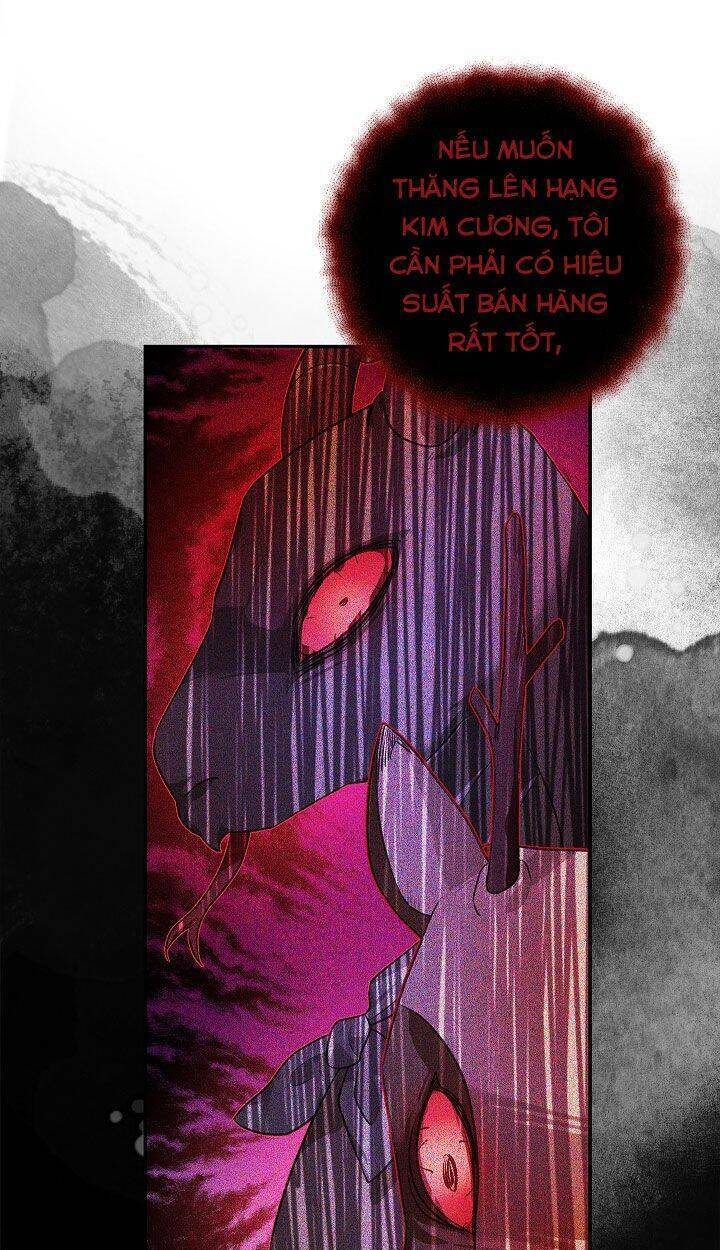 NẾU MUỐN
THĂNG LÊN HẠNG
KIM CƯƠNG, TÔI
CẦN PHẢI CÓ HIỆU
SUẤT BÁN HÀNG
RẤT TỐT,